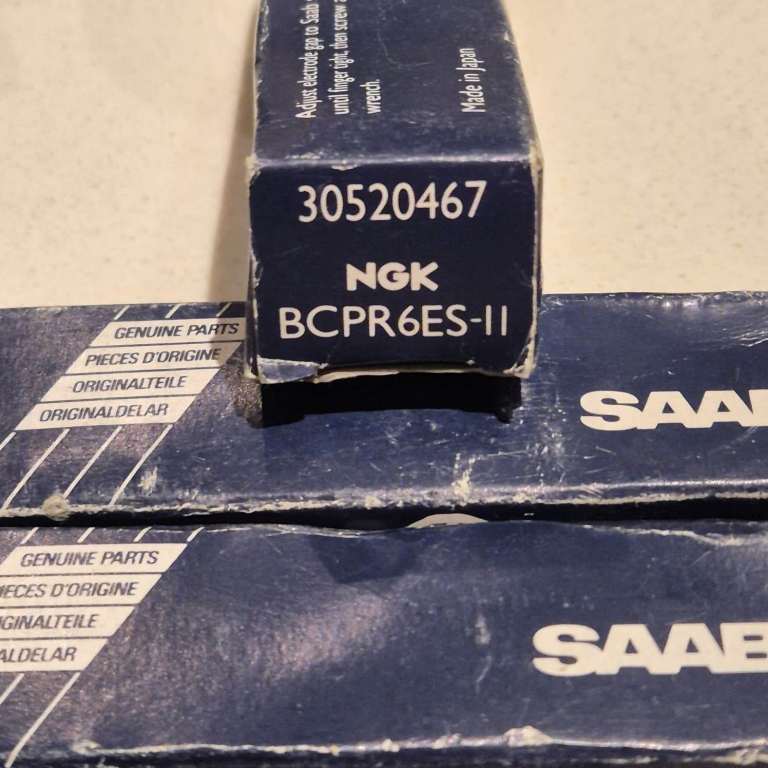 Adjust electrode gap to Saab
until finger tight, then screw
wrench.
Made in Japan
30520467
NGK
BCPR6ES-11
GENUINE PARTS
PIECES D'ORIGINE
ORIGINALTEILE
ORIGINALDELAR
SAAB
GENUINE PARTS
IECES D'ORIGINE
IGINALTEILE
ALDELAR
SAAB